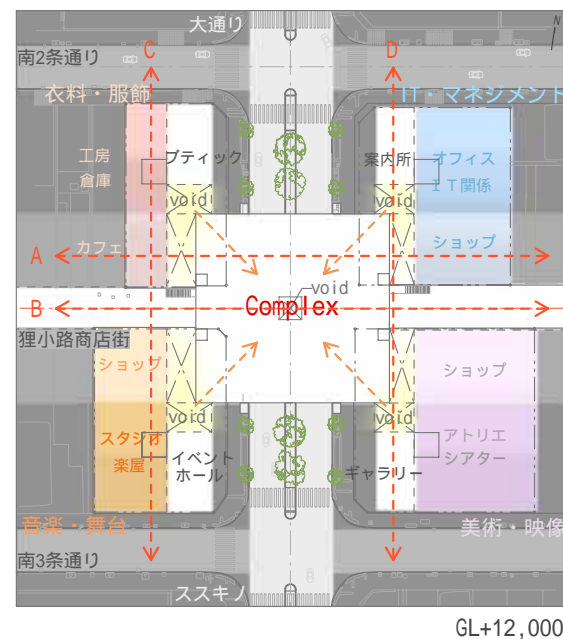 大通り
N
C
D
南2条通り
衣料・服飾
IT・マネジメント
工房
倉庫
ブティック
案内所
オフィス
IT関係
void
void
カフェ
ショップ
A
void
B
Complex
狸小路商店街
ショップ
ショップ
void
void
スタジオ
楽屋
イベント
ホール
ギャラリー
アトリエ
シアター
音楽・舞台
美術・映像
南3条通り
ススキノ
GL+12,000